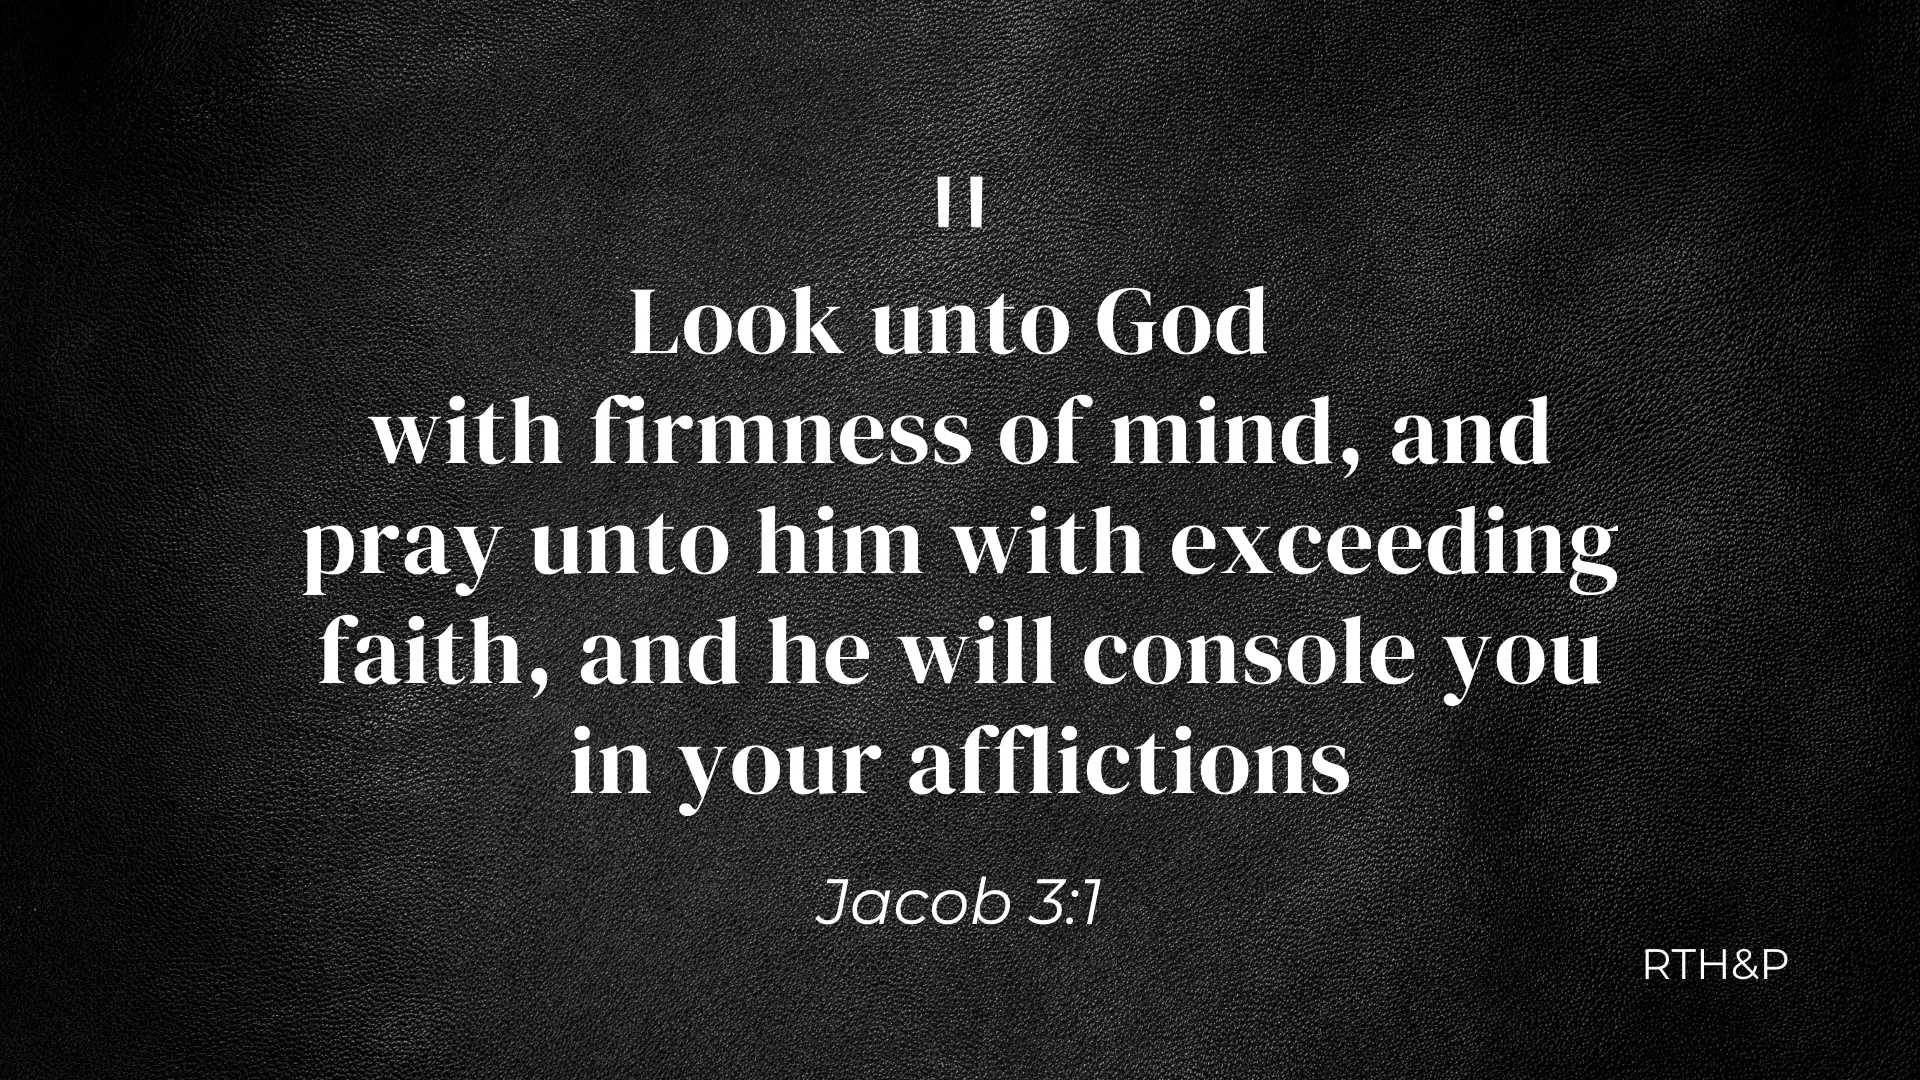 "
Look unto God
with firmness of mind, and
pray unto him with exceeding
faith, and he will console you
in your afflictions
Jacob 3:1
RTH&P